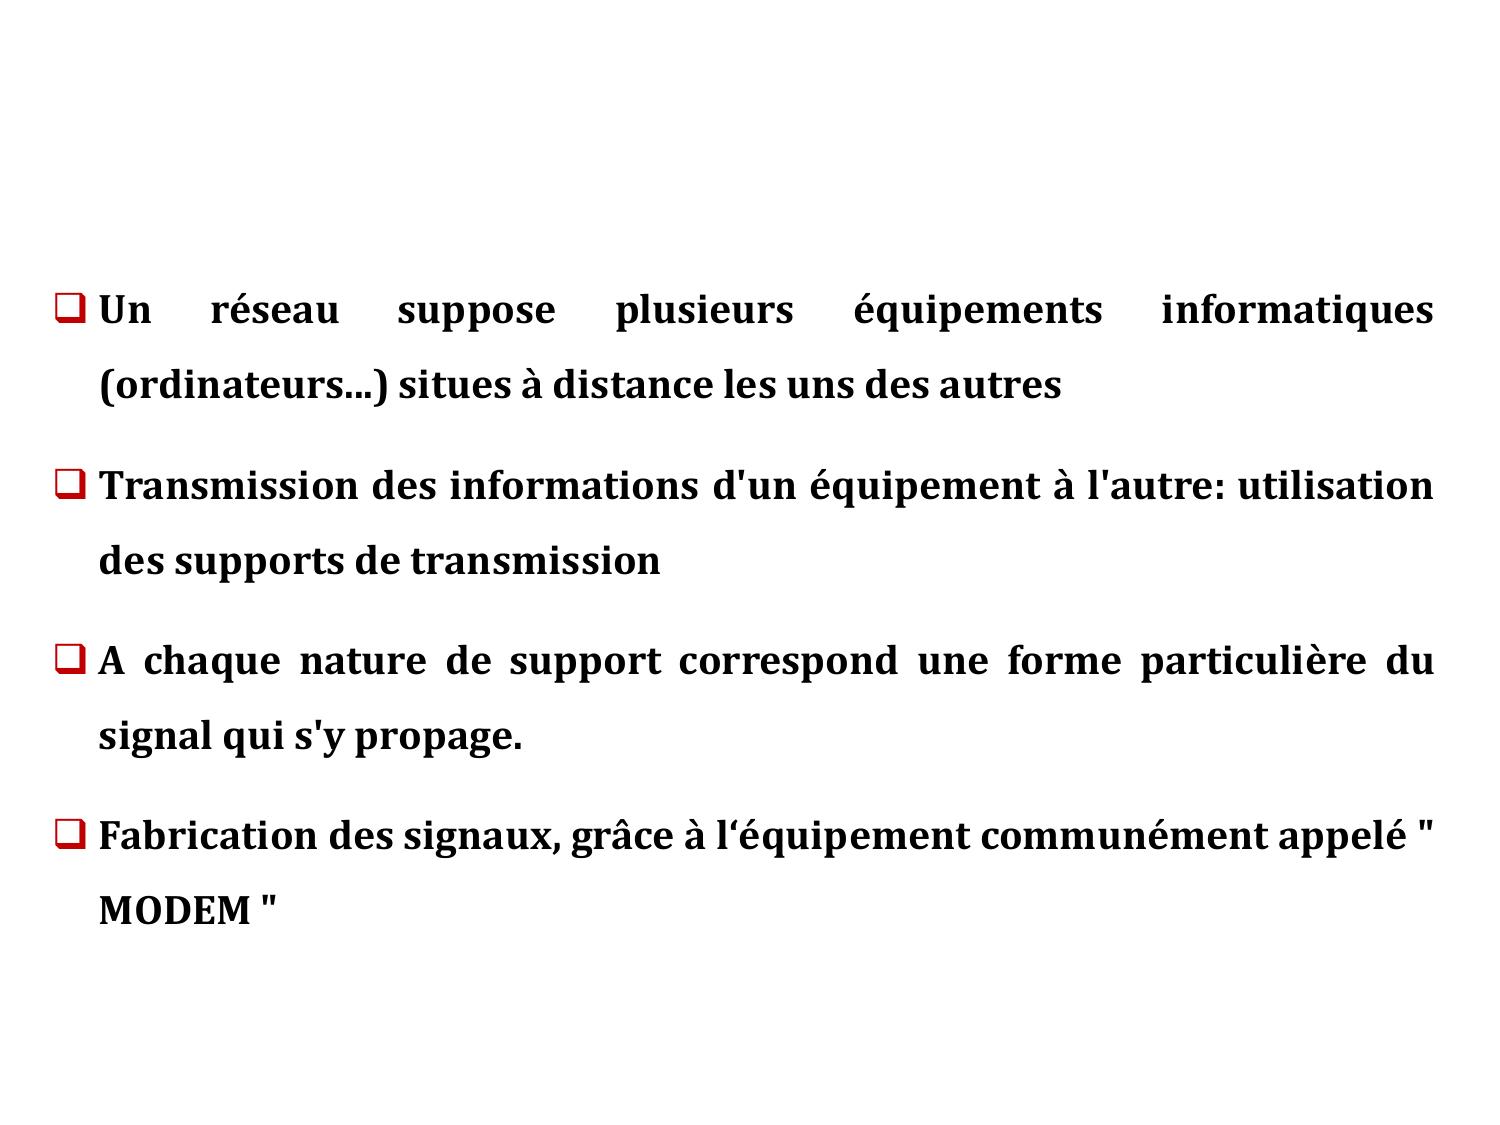 Un réseau suppose plusieurs équipements informatiques
(ordinateurs...) situes à distance les uns des autres
Transmission des informations d'un équipement à l'autre: utilisation
des supports de transmission
A chaque nature de support correspond une forme particulière du
signal qui s'y propage.
Fabrication des signaux, grâce à l‘équipement communément appelé "
MODEM "